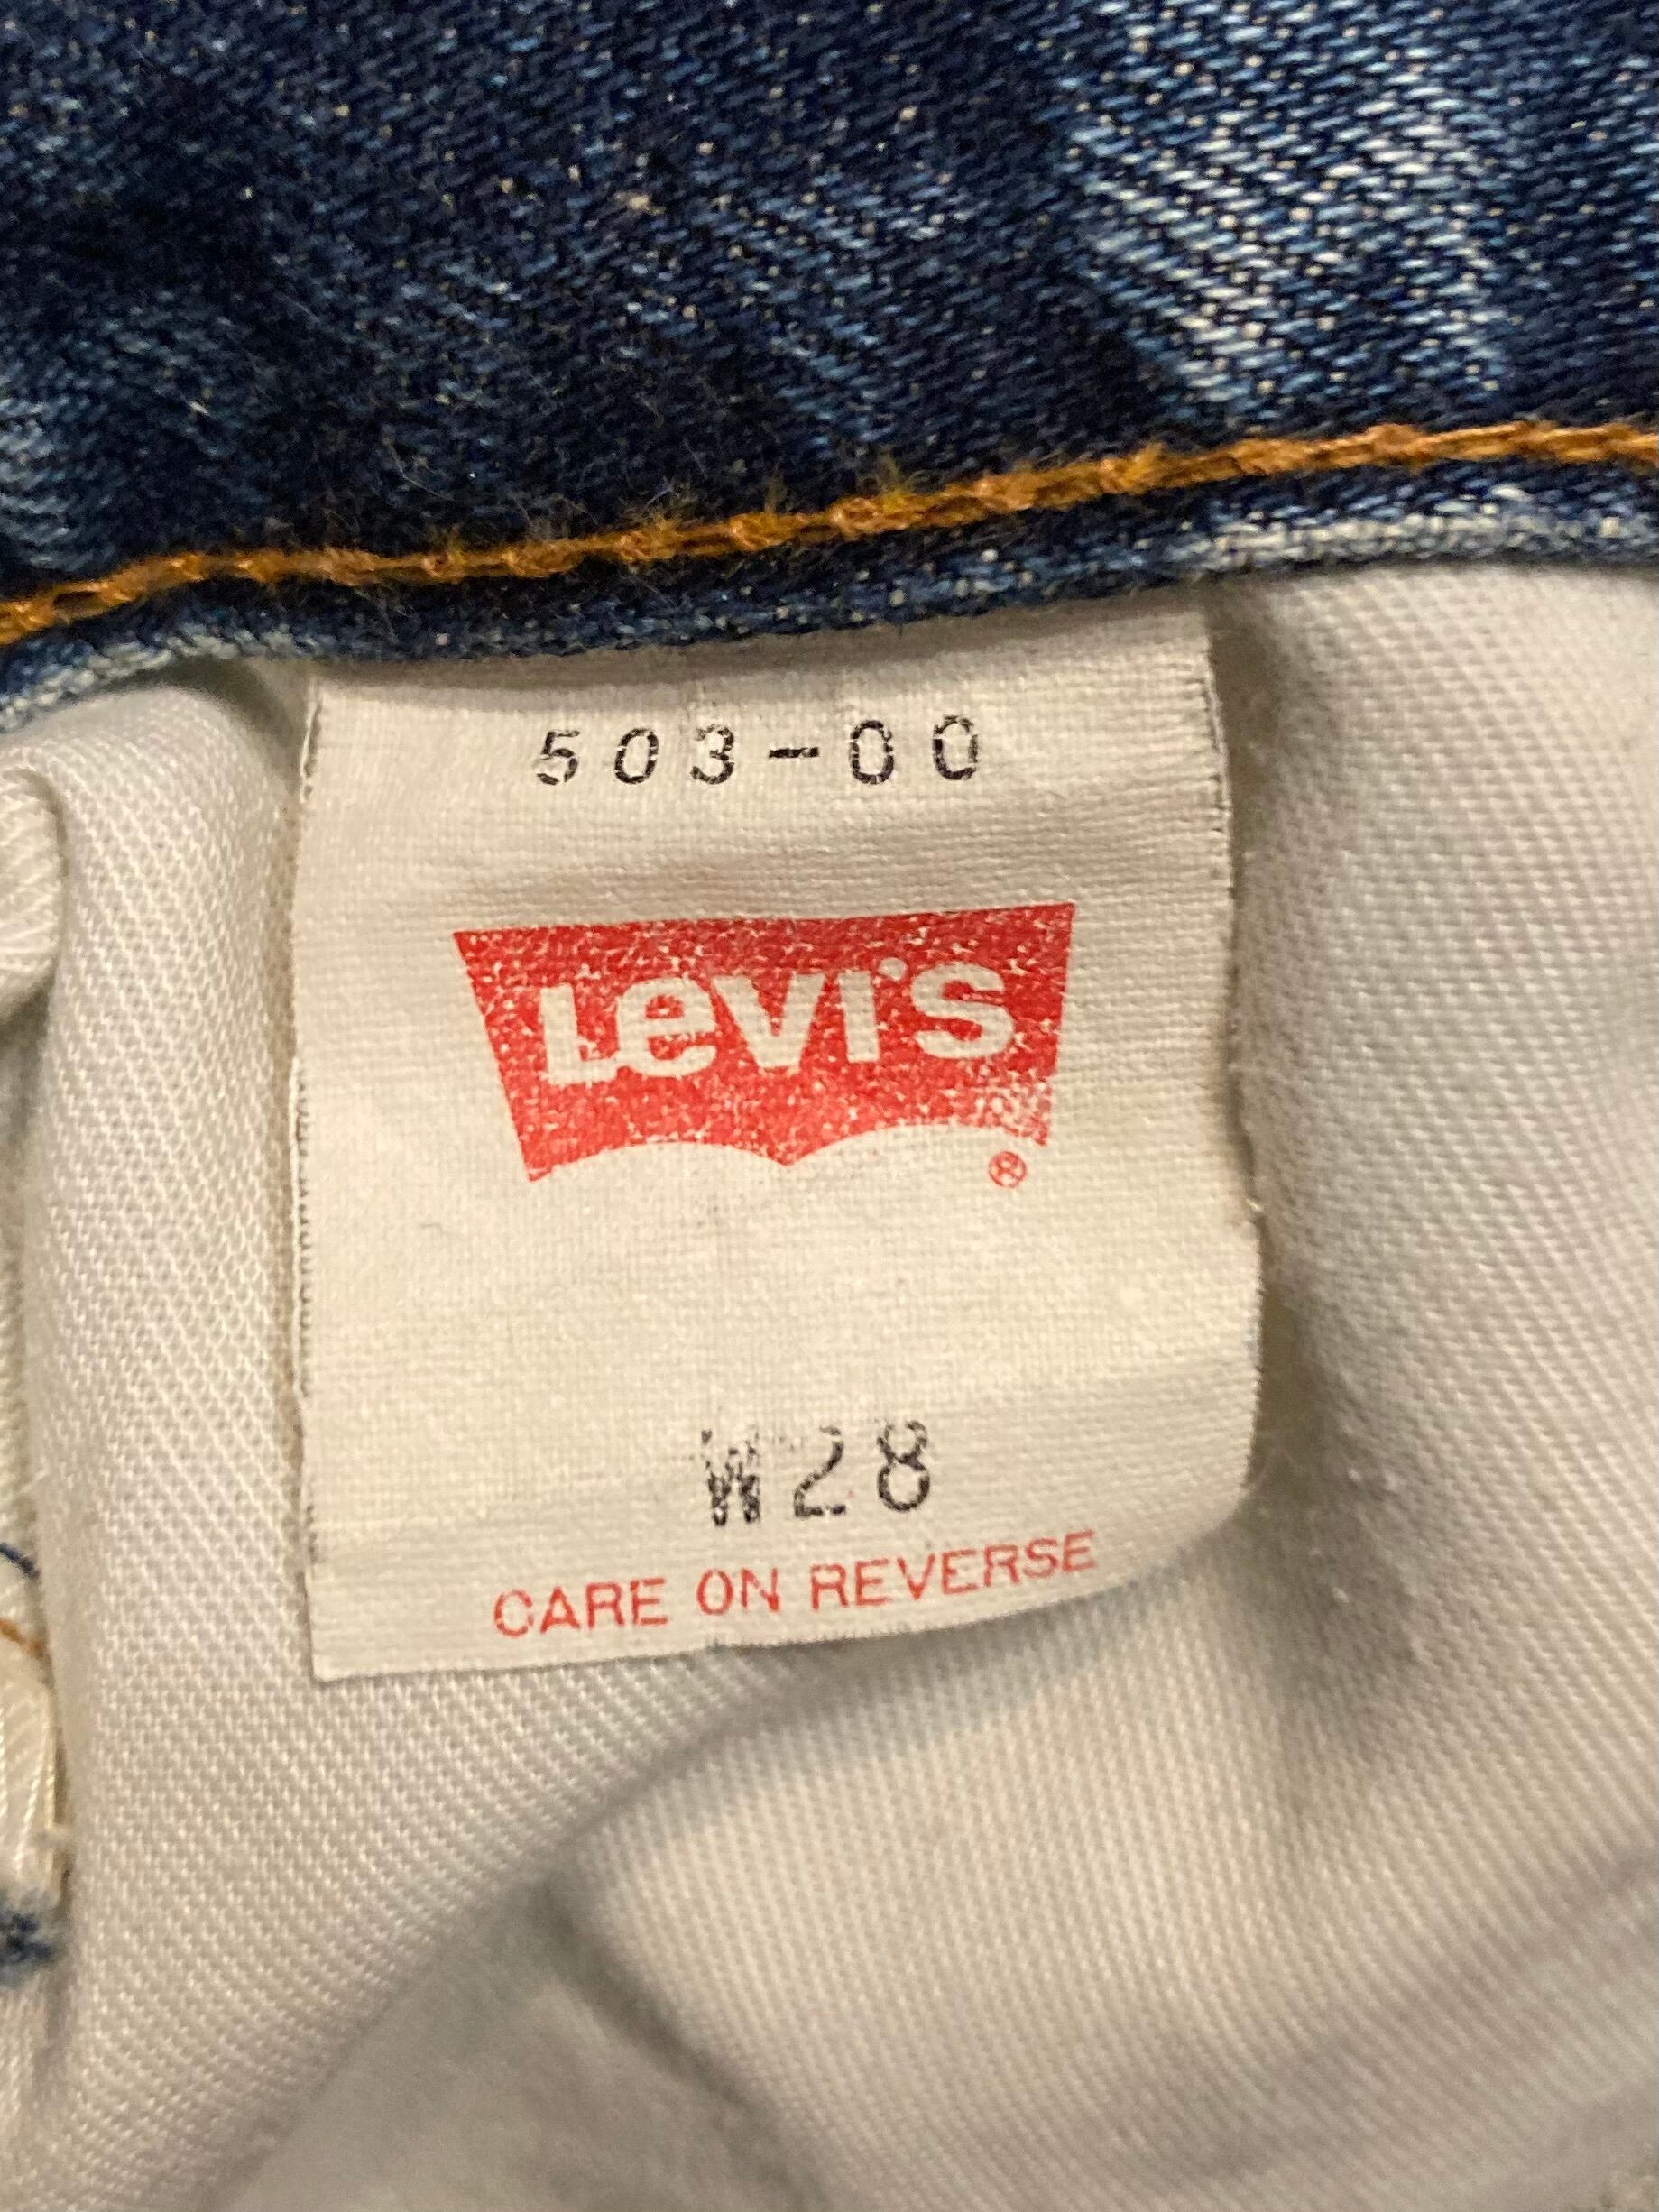 503-00
Levi's
®
W28
CARE ON REVERSE